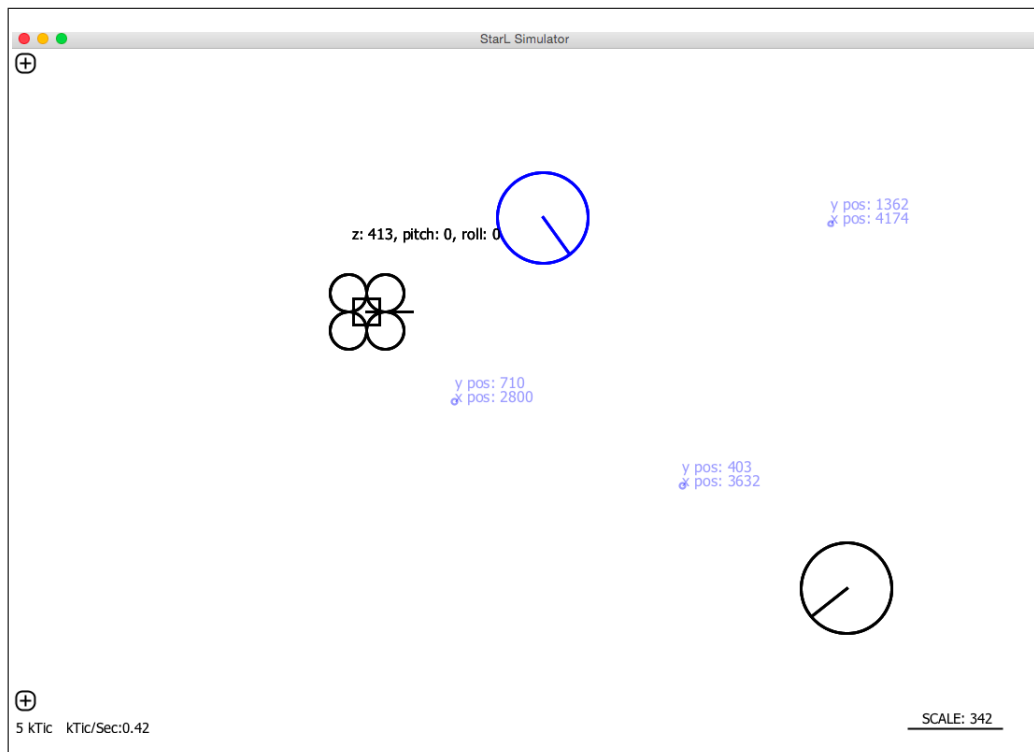 StarL Simulator
y pos: 1362
x pos: 4174
z: 413, pitch: 0, roll: 0
y pos: 710
x pos: 2800
y pos: 403
x pos: 3632
SCALE: 342
5 kTic kTic/Sec:0.42